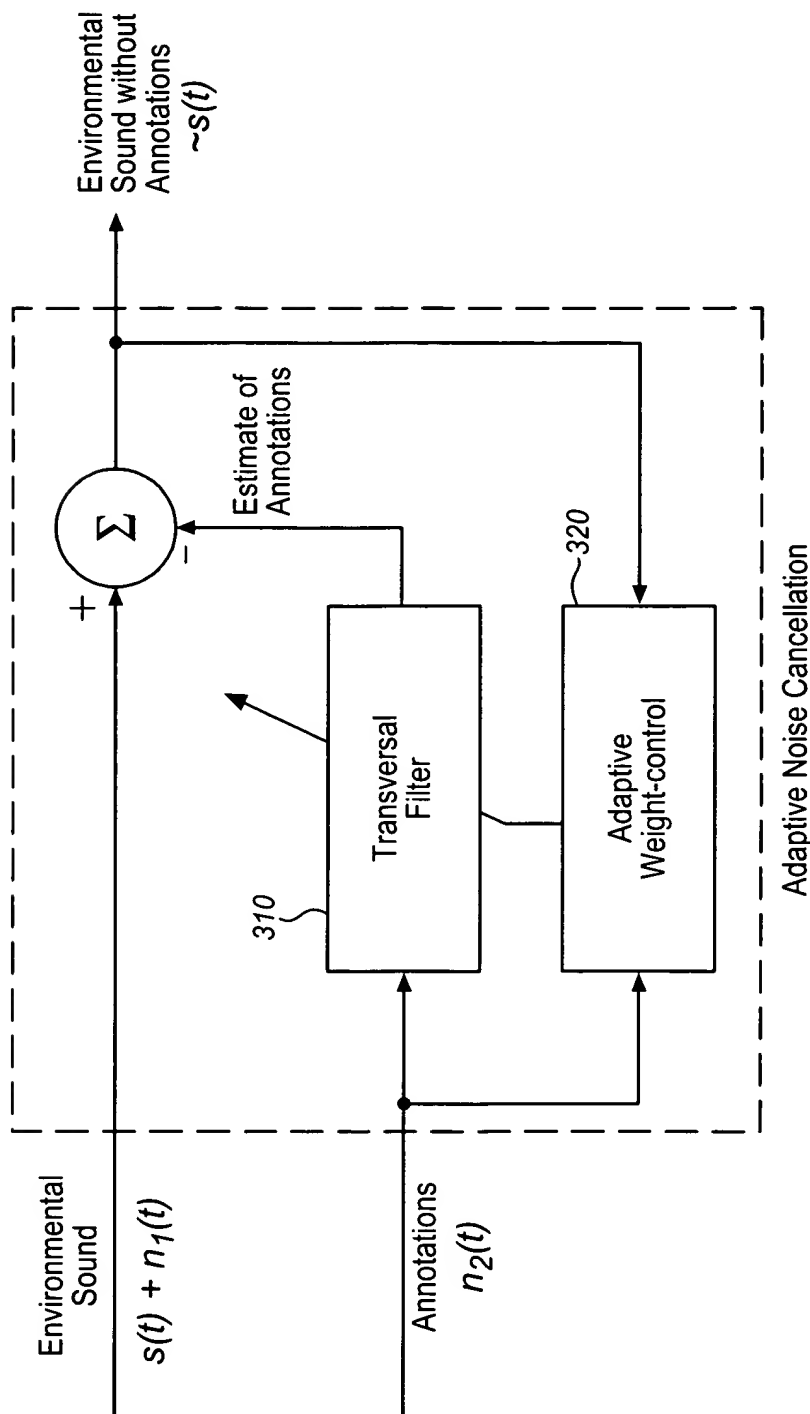 Environmental
Sound
s(t) + n₁(t)
Annotations
n₂(t)
+
Σ
-
Estimate of
Annotations
310
Transversal
Filter
320
Adaptive
Weight-control
Environmental
Sound without
Annotations
~s(t)
Adaptive Noise Cancellation